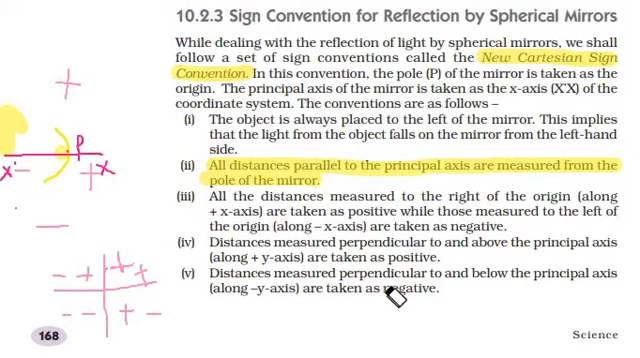 10.2.3 Sign Convention for Reflection by Spherical Mirrors
While dealing with the reflection of light by spherical mirrors, we shall
follow a set of sign conventions called the New Cartesian Sign
Convention. In this convention, the pole (P) of the mirror is taken as the
origin. The principal axis of the mirror is taken as the x-axis (X'X) of
the coordinate system. The conventions are as follows –
(i) The object is always placed to the left of the mirror. This implies
that the light from the object falls on the mirror from the left-hand
side.
(ii) All distances parallel to the principal axis are measured from the
pole of the mirror.
(iii) All the distances measured to the right of the origin (along
+ x-axis) are taken as positive while those measured to the left of
the origin (along – x-axis) are taken as negative.
(iv) Distances measured perpendicular to and above the principal axis
(along + y-axis) are taken as positive.
(v) Distances measured perpendicular to and below the principal axis
(along –y-axis) are taken as negative.
+
P
X' – + X
—
– + + +
– – + –
168
Science